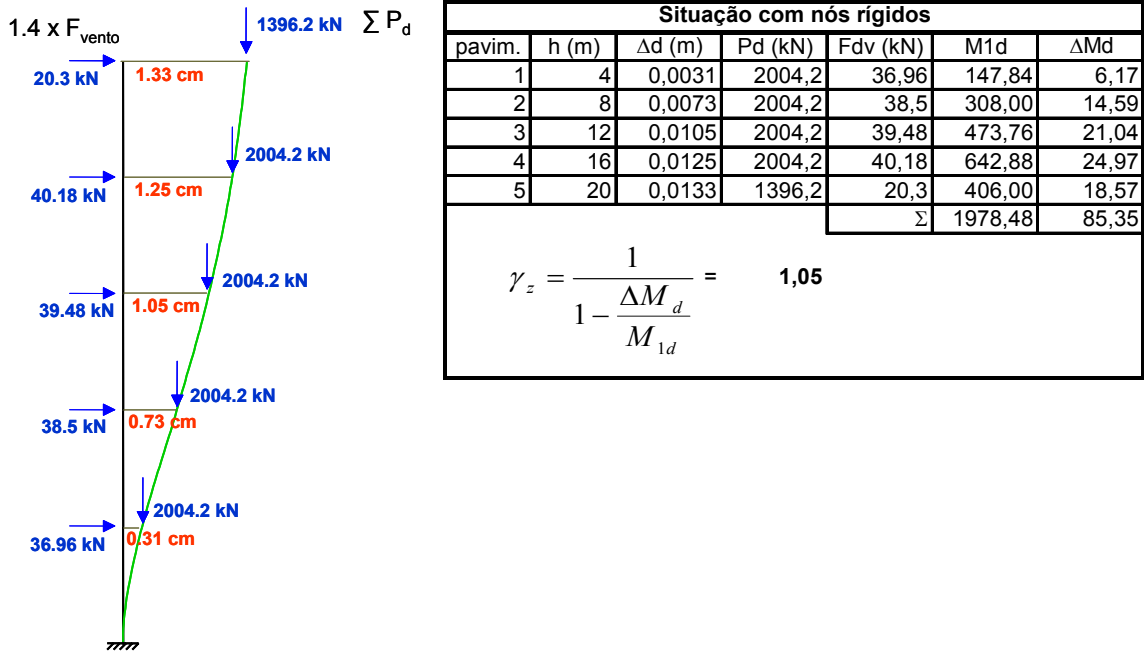 1.4 x Fvento
20.3 kN
1.33 cm
1396.2 kN
∑ Pd
40.18 kN
1.25 cm
2004.2 kN
39.48 kN
1.05 cm
2004.2 kN
38.5 kN
0.73 cm
2004.2 kN
36.96 kN
0.31 cm
2004.2 kN
Situação com nós rígidos
pavim. h (m) Δd (m) Pd (kN) Fdv (kN) M1d ΔMd
1 4 0,0031 2004,2 36,96 147,84 6,17
2 8 0,0073 2004,2 38,5 308,00 14,59
3 12 0,0105 2004,2 39,48 473,76 21,04
4 16 0,0125 2004,2 40,18 642,88 24,97
5 20 0,0133 1396,2 20,3 406,00 18,57
Σ 1978,48 85,35
γz = 1 / (1 − ΔMd / M1d) = 1,05